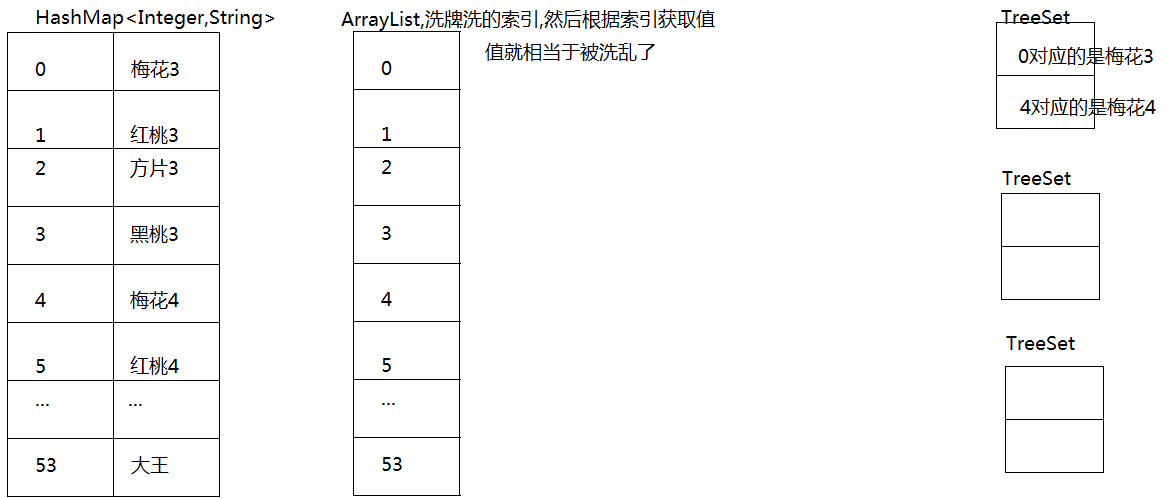 HashMap<Integer,String>
0 梅花3
1 红桃3
2 方片3
3 黑桃3
4 梅花4
5 红桃4
... ...
53 大王
ArrayList,洗牌洗的索引,然后根据索引获取值
值就相当于被洗乱了
0
1
2
3
4
5
...
53
TreeSet
0对应的是梅花3
4对应的是梅花4
TreeSet
TreeSet